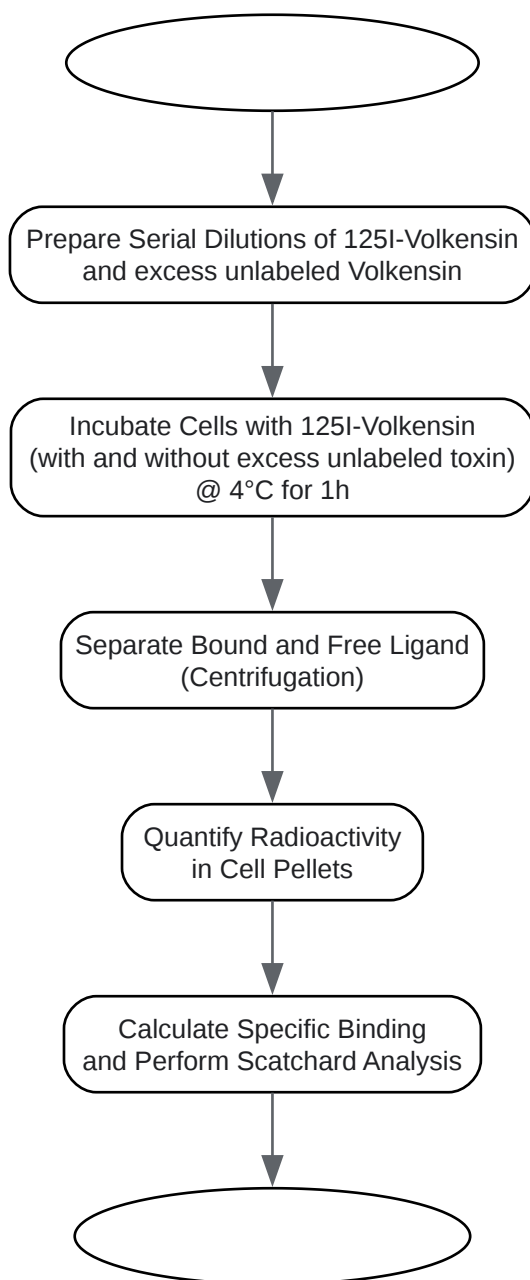 Prepare Serial Dilutions of 125I-Volkensin
and excess unlabeled Volkensin
Incubate Cells with 125I-Volkensin
(with and without excess unlabeled toxin)
@ 4°C for 1h
Separate Bound and Free Ligand
(Centrifugation)
Quantify Radioactivity
in Cell Pellets
Calculate Specific Binding
and Perform Scatchard Analysis